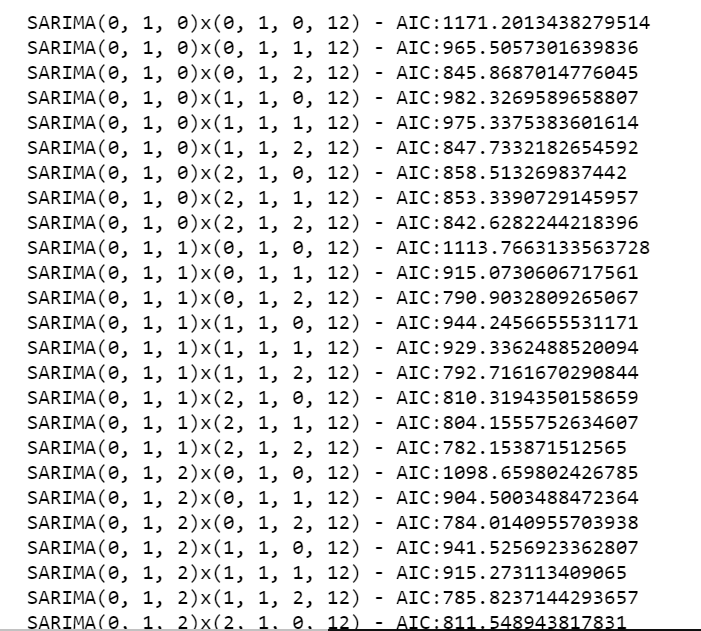 SARIMA(0, 1, 0)x(0, 1, 0, 12) - AIC:1171.2013438279514
SARIMA(0, 1, 0)x(0, 1, 1, 12) - AIC:965.5057301639836
SARIMA(0, 1, 0)x(0, 1, 2, 12) - AIC:845.8687014776045
SARIMA(0, 1, 0)x(1, 1, 0, 12) - AIC:982.3269589658807
SARIMA(0, 1, 0)x(1, 1, 1, 12) - AIC:975.3375383601614
SARIMA(0, 1, 0)x(1, 1, 2, 12) - AIC:847.7332182654592
SARIMA(0, 1, 0)x(2, 1, 0, 12) - AIC:858.513269837442
SARIMA(0, 1, 0)x(2, 1, 1, 12) - AIC:853.3390729145957
SARIMA(0, 1, 0)x(2, 1, 2, 12) - AIC:842.6282244218396
SARIMA(0, 1, 1)x(0, 1, 0, 12) - AIC:1113.7663133563728
SARIMA(0, 1, 1)x(0, 1, 1, 12) - AIC:915.0730606717561
SARIMA(0, 1, 1)x(0, 1, 2, 12) - AIC:790.9032809265067
SARIMA(0, 1, 1)x(1, 1, 0, 12) - AIC:944.2456655531171
SARIMA(0, 1, 1)x(1, 1, 1, 12) - AIC:929.3362488520094
SARIMA(0, 1, 1)x(1, 1, 2, 12) - AIC:792.7161670290844
SARIMA(0, 1, 1)x(2, 1, 0, 12) - AIC:810.3194350158659
SARIMA(0, 1, 1)x(2, 1, 1, 12) - AIC:804.1555752634607
SARIMA(0, 1, 1)x(2, 1, 2, 12) - AIC:782.153871512565
SARIMA(0, 1, 2)x(0, 1, 0, 12) - AIC:1098.659802426785
SARIMA(0, 1, 2)x(0, 1, 1, 12) - AIC:904.5003488472364
SARIMA(0, 1, 2)x(0, 1, 2, 12) - AIC:784.0140955703938
SARIMA(0, 1, 2)x(1, 1, 0, 12) - AIC:941.5256923362807
SARIMA(0, 1, 2)x(1, 1, 1, 12) - AIC:915.273113409065
SARIMA(0, 1, 2)x(1, 1, 2, 12) - AIC:785.8237144293657
SARIMA(0, 1, 2)x(2, 1, 0, 12) - AIC:811.548943817831